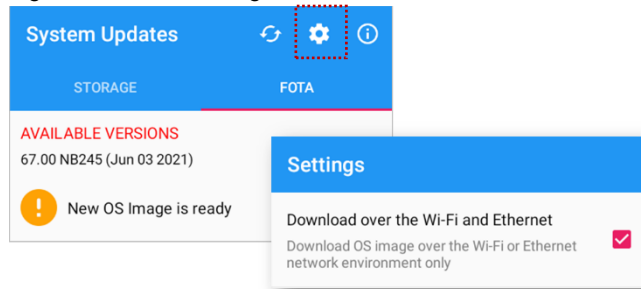 System Updates
STORAGE
FOTA
AVAILABLE VERSIONS
67.00 NB245 (Jun 03 2021)
New OS Image is ready
Settings
Download over the Wi-Fi and Ethernet
Download OS image over the Wi-Fi or Ethernet
network environment only